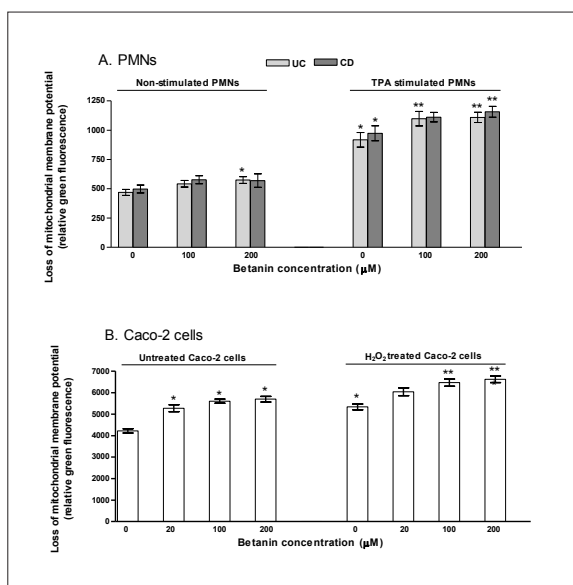 A. PMNs
UC CD
Non-stimulated PMNs TPA stimulated PMNs
Loss of mitochondrial membrane potential
(relative green fluorescence)
1250
1000
750
500
250
0
* * * ** ** **
0 100 200 0 100 200
Betanin concentration (µM)
B. Caco-2 cells
Untreated Caco-2 cells H₂O₂ treated Caco-2 cells
Loss of mitochondrial membrane potential
(relative green fluorescence)
7000
6000
5000
4000
3000
2000
1000
0
* * * * ** **
0 20 100 200 0 20 100 200
Betanin concentration (µM)